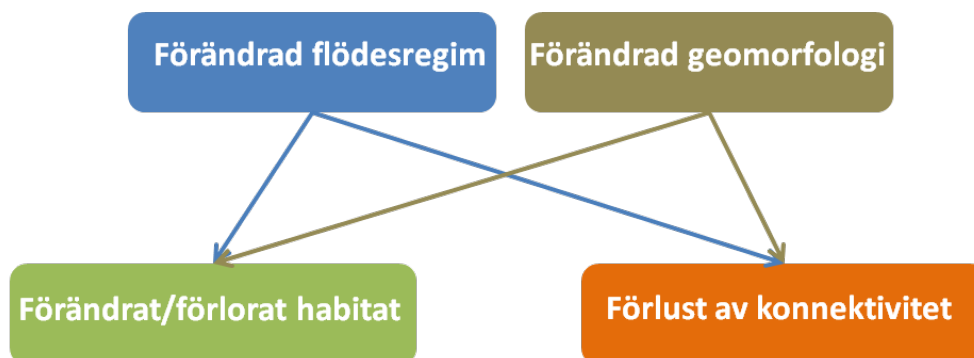 Förändrad flödesregim
Förändrad geomorfologi
Förändrat/förlorat habitat
Förlust av konnektivitet